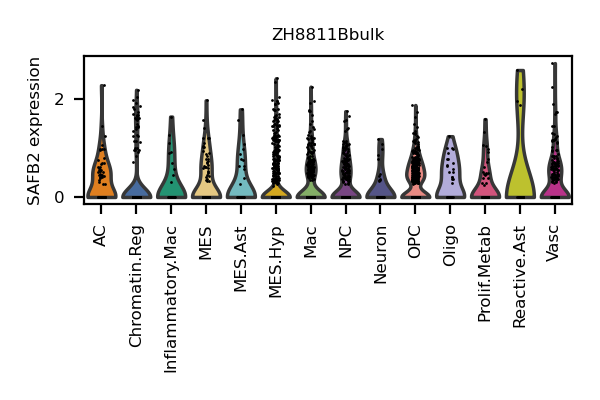 ZH8811Bbulk
SAFB2 expression
2
0
AC
Chromatin.Reg
Inflammatory.Mac
MES
MES.Ast
MES.Hyp
Mac
NPC
Neuron
OPC
Oligo
Prolif.Metab
Reactive.Ast
Vasc